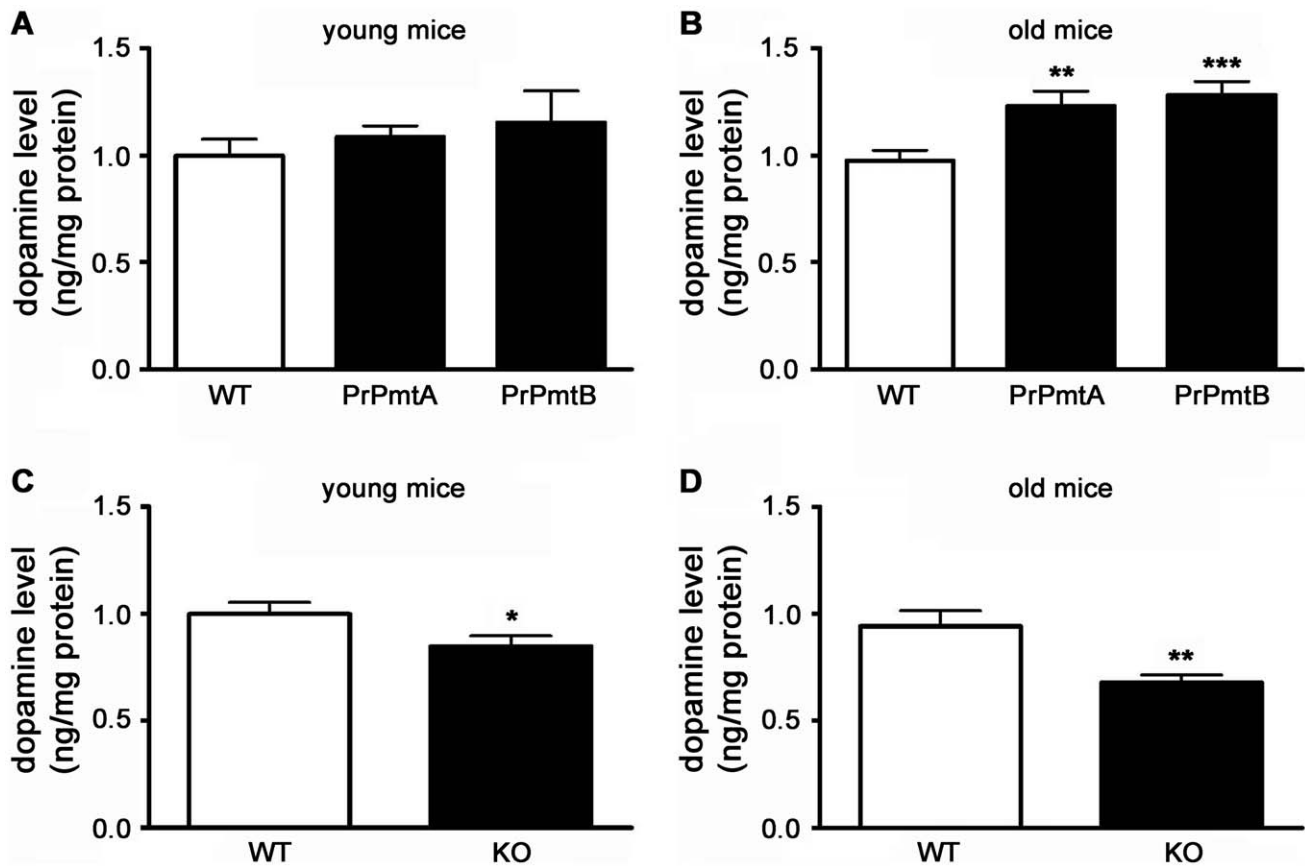 A
young mice
dopamine level
(ng/mg protein)
1.5
1.0
0.5
0.0
WT PrPmtA PrPmtB
B
old mice
dopamine level
(ng/mg protein)
1.5
1.0
0.5
0.0
** ***
WT PrPmtA PrPmtB
C
young mice
dopamine level
(ng/mg protein)
1.5
1.0
0.5
0.0
*
WT KO
D
old mice
dopamine level
(ng/mg protein)
1.5
1.0
0.5
0.0
**
WT KO